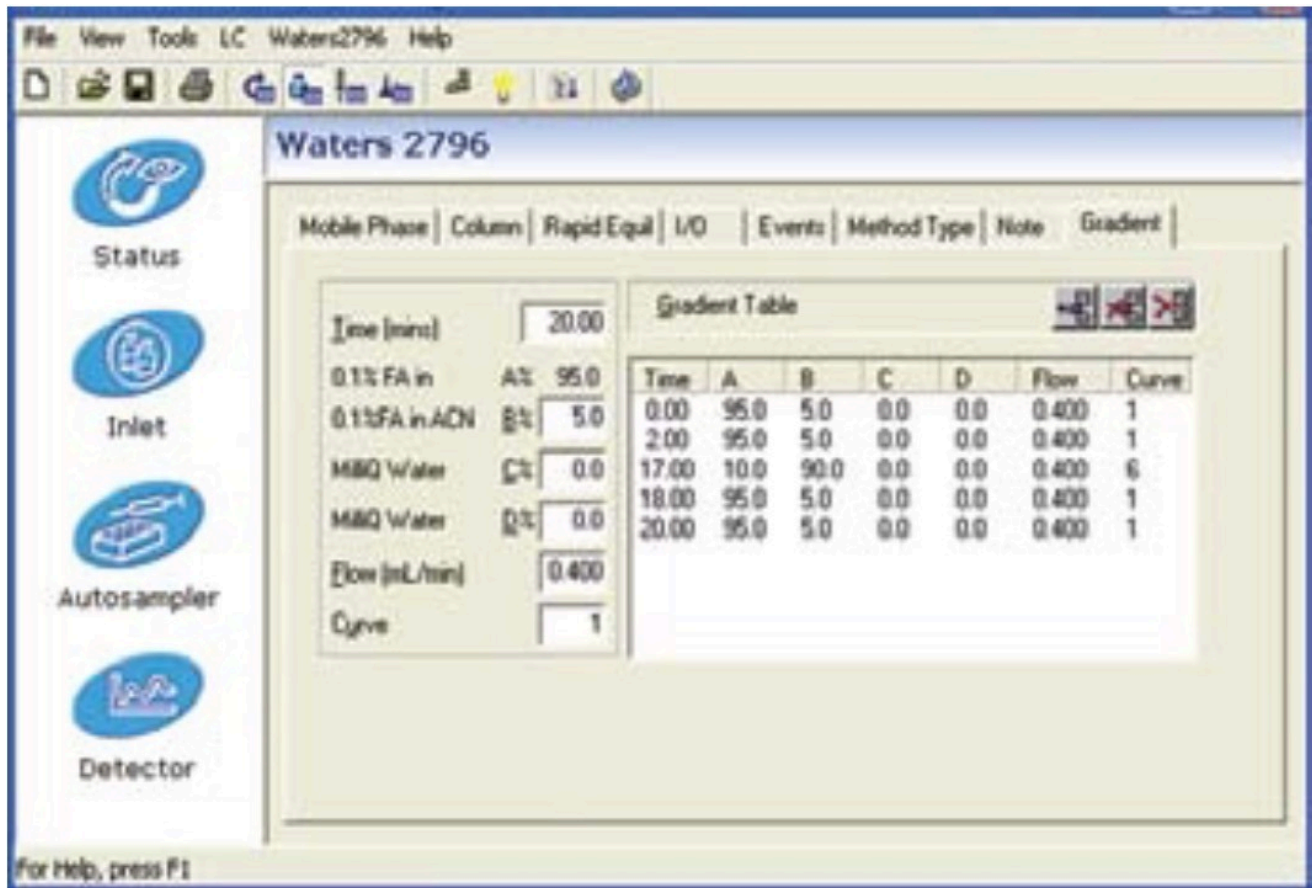 File View Tools LC Waters2796 Help
Waters 2796
Mobile Phase Column Rapid Equil I/O Events Method Type Note Gradient
Status
Inlet
Autosampler
Detector
Time (mins) 20.00
0.1% FA in A% 95.0
0.1%FA in ACN B% 5.0
MilliQ Water C% 0.0
MilliQ Water D% 0.0
Flow (mL/min) 0.400
Curve 1
Gradient Table
Time A B C D Flow Curve
0.00 95.0 5.0 0.0 0.0 0.400 1
2.00 95.0 5.0 0.0 0.0 0.400 1
17.00 10.0 90.0 0.0 0.0 0.400 6
18.00 95.0 5.0 0.0 0.0 0.400 1
20.00 95.0 5.0 0.0 0.0 0.400 1
For Help, press F1